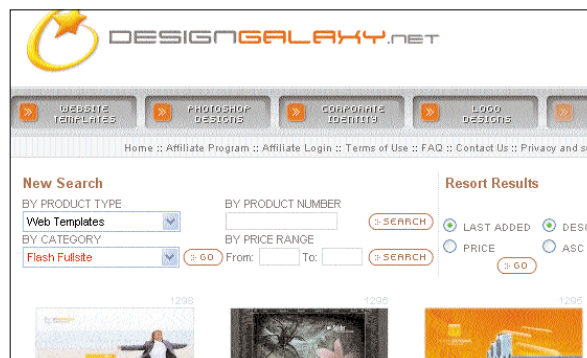 DESIGNGALAXY.NET
WEBSITE TEMPLATES
PHOTOSHOP DESIGNS
CORPORATE IDENTITY
LOGO DESIGNS
Home :: Affiliate Program :: Affiliate Login :: Terms of Use :: FAQ :: Contact Us :: Privacy and
New Search
Resort Results
BY PRODUCT TYPE
BY PRODUCT NUMBER
Web Templates
SEARCH
LAST ADDED
BY CATEGORY
BY PRICE RANGE
PRICE
ASC
Flash Fullsite
GO
From:
To:
SEARCH
GO
1298
1296
1295